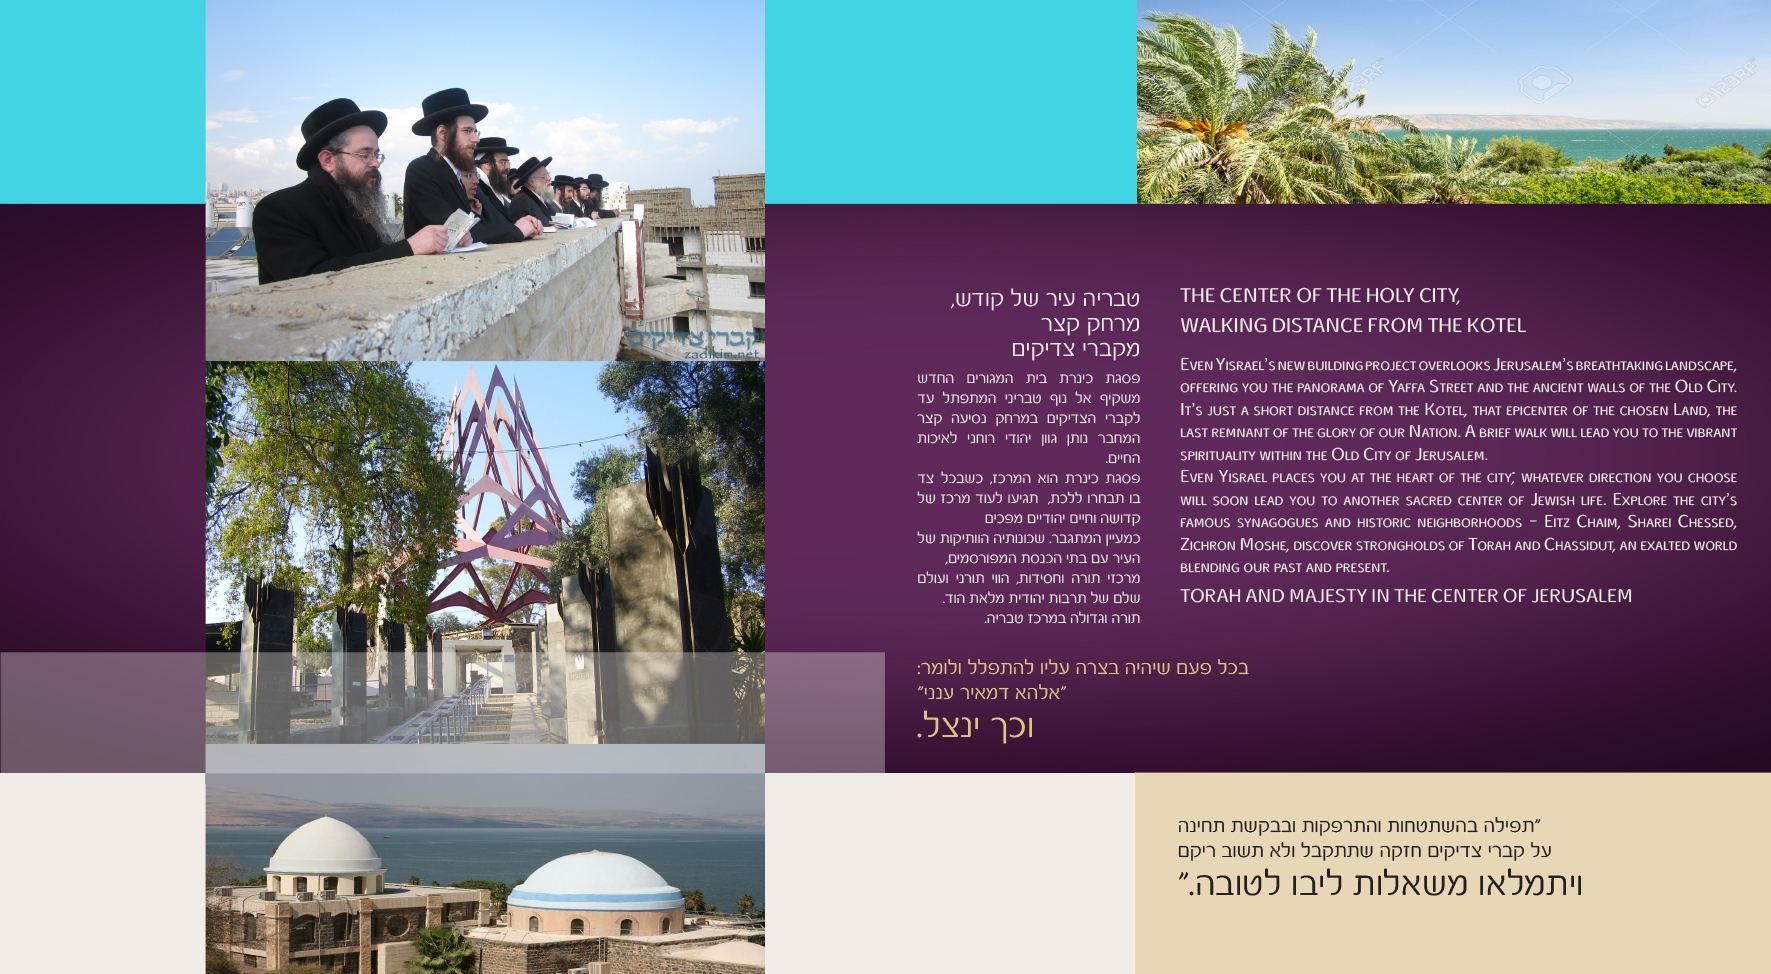 קברי צדיקים
zadikim.net
123RF
123RF
טבריה עיר של קודש,
מרחק קצר
מקברי צדיקים
פסגת כינרת בית המגורים החדש
משקיף אל נוף טבריני המתפתל עד
לקברי הצדיקים במרחק נסיעה קצר
המחבר נותן גוון יהודי רוחני לאיכות
החיים.
פסגת כינרת הוא המרכז, כשבכל צד
בו תבחרו ללכת, תגיעו לעוד מרכז של
קדושה וחיים יהודיים מפכים
כמעיין המתגבר. שכונותיה הוותיקות של
העיר עם בתי הכנסת המפורסמים,
מרכזי תורה וחסידות, הווי תורני ועולם
שלם של תרבות יהודית מלאת הוד.
תורה וגדולה במרכז טבריה.
THE CENTER OF THE HOLY CITY,
WALKING DISTANCE FROM THE KOTEL
EVEN YISRAEL'S NEW BUILDING PROJECT OVERLOOKS JERUSALEM'S BREATHTAKING LANDSCAPE,
OFFERING YOU THE PANORAMA OF YAFFA STREET AND THE ANCIENT WALLS OF THE OLD CITY.
IT'S JUST A SHORT DISTANCE FROM THE KOTEL, THAT EPICENTER OF THE CHOSEN LAND, THE
LAST REMNANT OF THE GLORY OF OUR NATION. A BRIEF WALK WILL LEAD YOU TO THE VIBRANT
SPIRITUALITY WITHIN THE OLD CITY OF JERUSALEM.
EVEN YISRAEL PLACES YOU AT THE HEART OF THE CITY; WHATEVER DIRECTION YOU CHOOSE
WILL SOON LEAD YOU TO ANOTHER SACRED CENTER OF JEWISH LIFE. EXPLORE THE CITY'S
FAMOUS SYNAGOGUES AND HISTORIC NEIGHBORHOODS – EITZ CHAIM, SHAREI CHESSED,
ZICHRON MOSHE, DISCOVER STRONGHOLDS OF TORAH AND CHASSIDUT, AN EXALTED WORLD
BLENDING OUR PAST AND PRESENT.
TORAH AND MAJESTY IN THE CENTER OF JERUSALEM
בכל פעם שיהיה בצרה עליו להתפלל ולומר:
"אלהא דמאיר ענני"
וכך ינצל.
"תפילה בהשתטחות והתרפקות ובבקשת תחינה
על קברי צדיקים חזקה שתתקבל ולא תשוב ריקם
ויתמלאו משאלות ליבו לטובה."